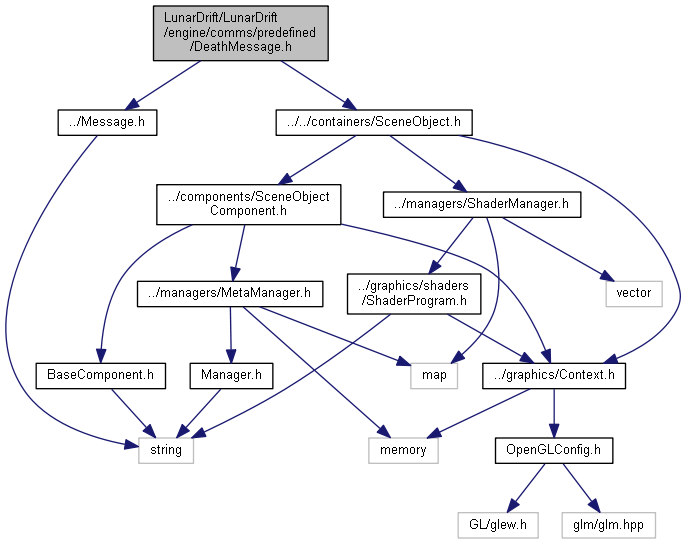 LunarDrift/LunarDrift
/engine/comms/predefined
/DeathMessage.h
../Message.h
../../containers/SceneObject.h
../components/SceneObject
Component.h
../managers/ShaderManager.h
../managers/MetaManager.h
../graphics/shaders
/ShaderProgram.h
vector
BaseComponent.h
Manager.h
map
../graphics/Context.h
string
memory
OpenGLConfig.h
GL/glew.h
glm/glm.hpp